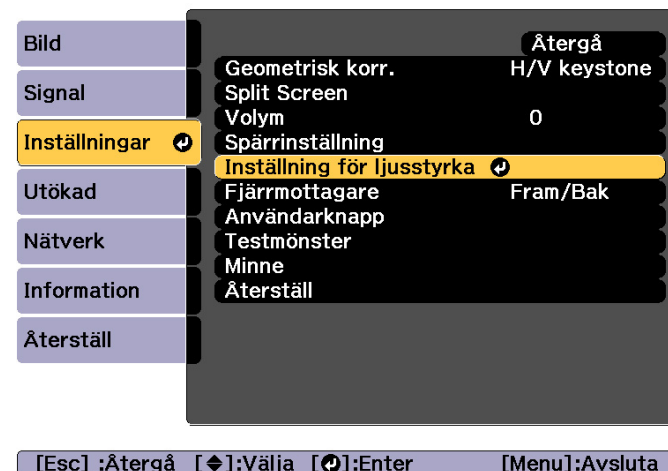 Bild
Signal
Inställningar
Utökad
Nätverk
Information
Återställ
Återgå
Geometrisk korr. H/V keystone
Split Screen
Volym 0
Spärrinställning
Inställning för ljusstyrka
Fjärrmottagare Fram/Bak
Användarknapp
Testmönster
Minne
Återställ
[Esc] :Återgå [◆]:Välja [⏎]:Enter [Menu]:Avsluta